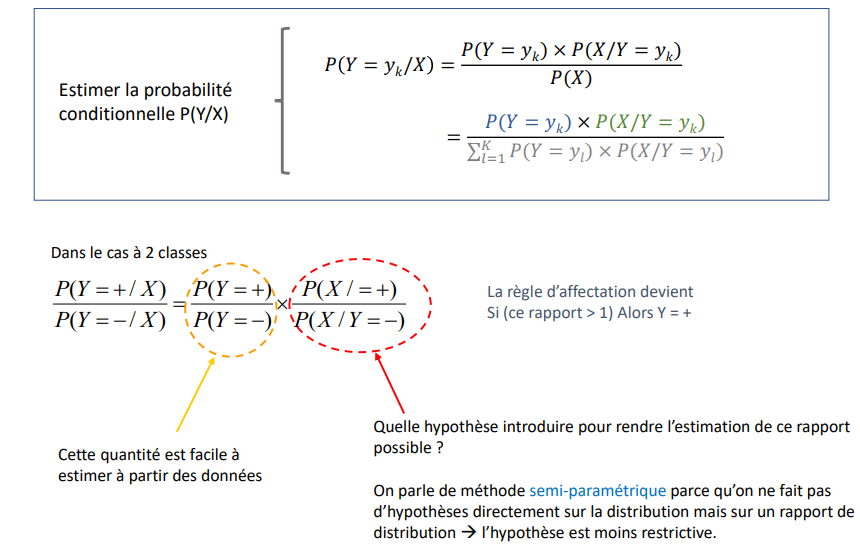 Estimer la probabilité
conditionnelle P(Y/X)
P(Y = y_k/X) = \frac{P(Y = y_k) × P(X/Y = y_k)}{P(X)}
= \frac{P(Y = y_k) × P(X/Y = y_k)}{\sum_{l=1}^{K} P(Y = y_l) × P(X/Y = y_l)}
Dans le cas à 2 classes
\frac{P(Y = +/ X)}{P(Y = −/ X)} = \frac{P(Y = +)}{P(Y = −)} × \frac{P(X / = +)}{P(X / Y = −)}
La règle d’affectation devient
Si (ce rapport > 1) Alors Y = +
Cette quantité est facile à
estimer à partir des données
Quelle hypothèse introduire pour rendre l’estimation de ce rapport
possible ?
On parle de méthode semi-paramétrique parce qu’on ne fait pas
d’hypothèses directement sur la distribution mais sur un rapport de
distribution → l’hypothèse est moins restrictive.